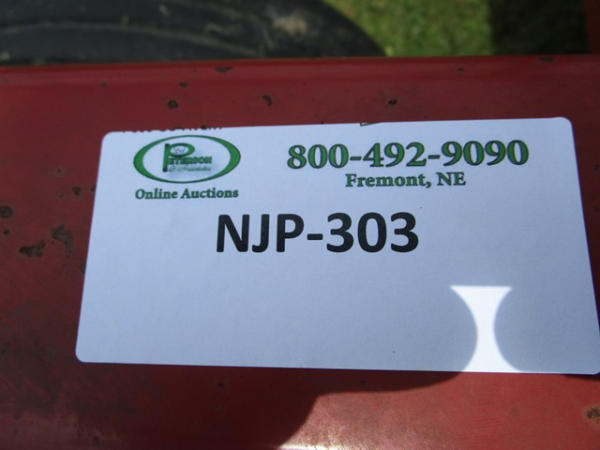 PETERSON
800-492-9090
Online Auctions
Fremont, NE
NJP-303